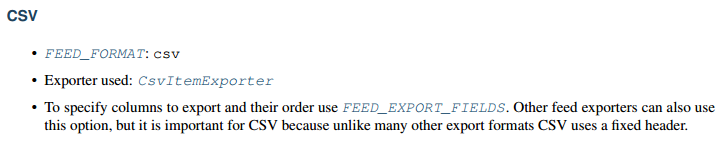 CSV
• FEED_FORMAT: csv
• Exporter used: CsvItemExporter
• To specify columns to export and their order use FEED_EXPORT_FIELDS. Other feed exporters can also use
this option, but it is important for CSV because unlike many other export formats CSV uses a fixed header.